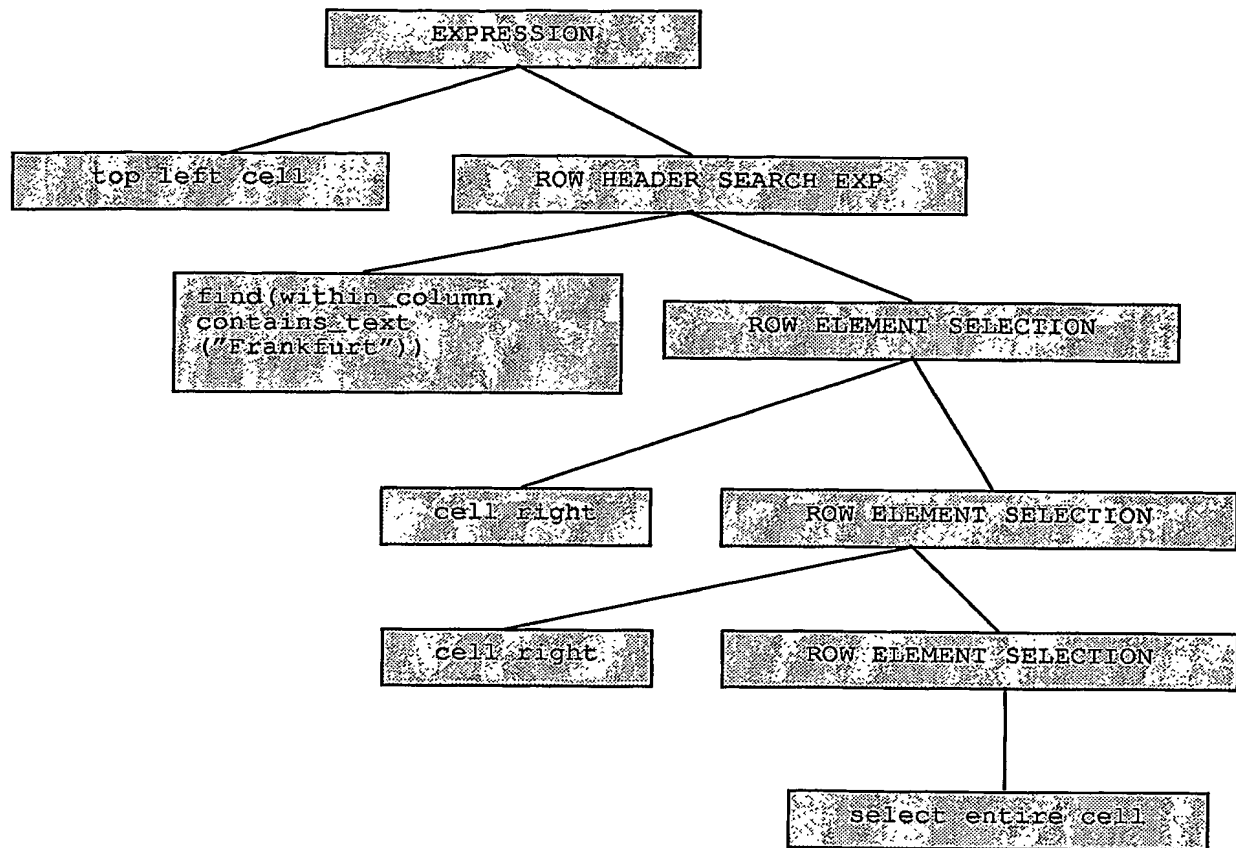 EXPRESSION
top left cell
ROW HEADER SEARCH EXP
find(within_column,
contains_text
("Frankfurt"))
ROW ELEMENT SELECTION
cell right
ROW ELEMENT SELECTION
cell right
ROW ELEMENT SELECTION
select entire cell